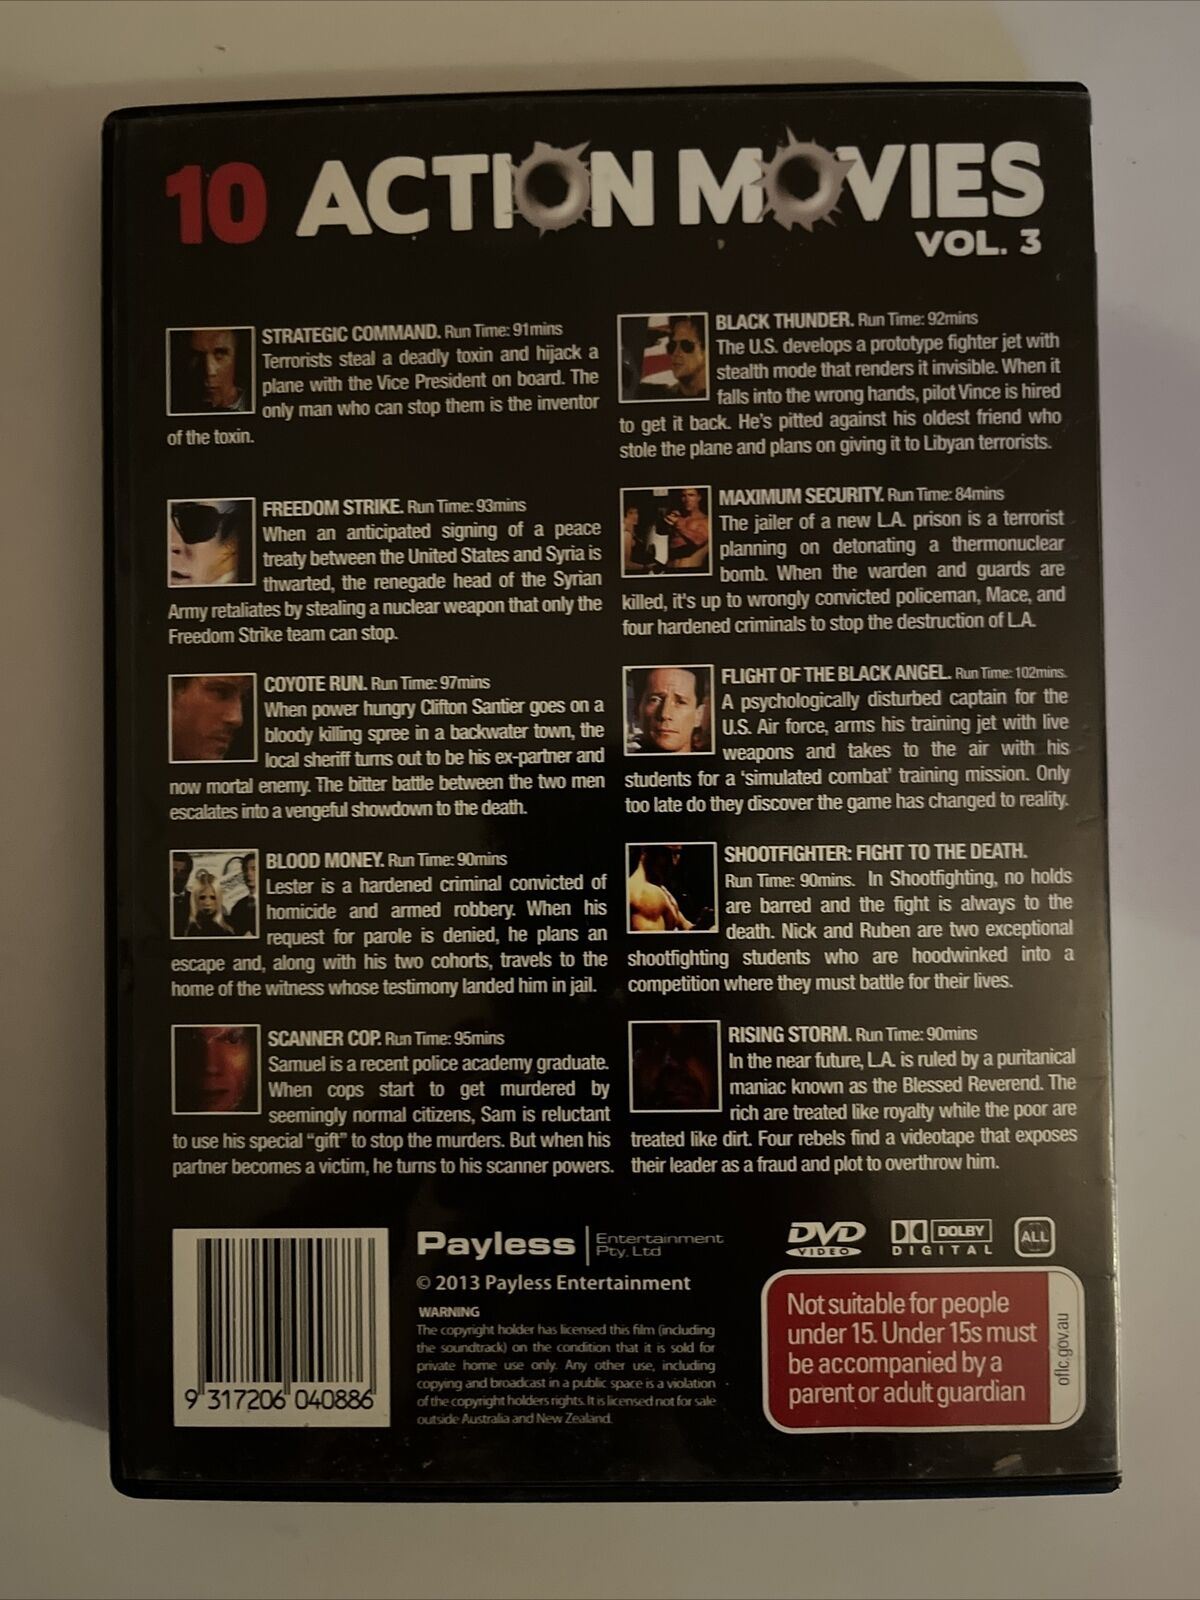 10 ACTION MOVIES
VOL. 3
STRATEGIC COMMAND. Run Time: 91mins
Terrorists steal a deadly toxin and hijack a
plane with the Vice President on board. The
only man who can stop them is the inventor
of the toxin.
FREEDOM STRIKE. Run Time: 93mins
When an anticipated signing of a peace
treaty between the United States and Syria is
thwarted, the renegade head of the Syrian
Army retaliates by stealing a nuclear weapon that only the
Freedom Strike team can stop.
COYOTE RUN. Run Time: 97mins
When power hungry Clifton Santier goes on a
bloody killing spree in a backwater town, the
local sheriff turns out to be his ex-partner and
now mortal enemy. The bitter battle between the two men
escalates into a vengeful showdown to the death.
BLOOD MONEY. Run Time: 90mins
Lester is a hardened criminal convicted of
homicide and armed robbery. When his
request for parole is denied, he plans an
escape and, along with his two cohorts, travels to the
home of the witness whose testimony landed him in jail.
SCANNER COP. Run Time: 95mins
Samuel is a recent police academy graduate.
When cops start to get murdered by
seemingly normal citizens, Sam is reluctant
to use his special “gift” to stop the murders. But when his
partner becomes a victim, he turns to his scanner powers.
BLACK THUNDER. Run Time: 92mins
The U.S. develops a prototype fighter jet with
stealth mode that renders it invisible. When it
falls into the wrong hands, pilot Vince is hired
to get it back. He's pitted against his oldest friend who
stole the plane and plans on giving it to Libyan terrorists.
MAXIMUM SECURITY. Run Time: 84mins
The jailer of a new L.A. prison is a terrorist
planning on detonating a thermonuclear
bomb. When the warden and guards are
killed, it's up to wrongly convicted policeman, Mace, and
four hardened criminals to stop the destruction of L.A.
FLIGHT OF THE BLACK ANGEL. Run Time: 102mins.
A psychologically disturbed captain for the
U.S. Air force, arms his training jet with live
weapons and takes to the air with his
students for a ‘simulated combat’ training mission. Only
too late do they discover the game has changed to reality.
SHOOTFIGHTER: FIGHT TO THE DEATH.
Run Time: 90mins. In Shootfighting, no holds
are barred and the fight is always to the
death. Nick and Ruben are two exceptional
shootfighting students who are hoodwinked into a
competition where they must battle for their lives.
RISING STORM. Run Time: 90mins
In the near future, L.A. is ruled by a puritanical
maniac known as the Blessed Reverend. The
rich are treated like royalty while the poor are
treated like dirt. Four rebels find a videotape that exposes
their leader as a fraud and plot to overthrow him.
9 317206 040886
Payless Entertainment
Pty. Ltd
© 2013 Payless Entertainment
WARNING
The copyright holder has licensed this film (including
the soundtrack) on the condition that it is sold for
private home use only. Any other use, including
copying and broadcast in a public space is a violation
of the copyright holders rights. It is licensed not for sale
outside Australia and New Zealand.
DVD
VIDEO
DOLBY
DIGITAL
ALL
Not suitable for people
under 15. Under 15s must
be accompanied by a
parent or adult guardian
oflc.gov.au